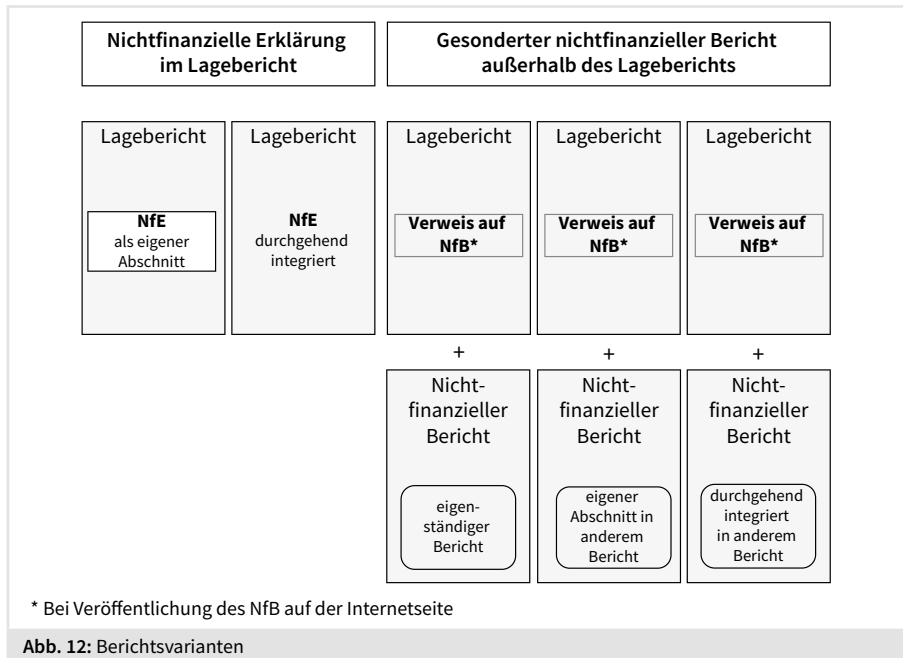 Nichtfinanzielle Erklärung
im Lagebericht
Gesonderter nichtfinanzieller Bericht
außerhalb des Lageberichts
Lagebericht
NfE
als eigener
Abschnitt
Lagebericht
NfE
durchgehend
integriert
Lagebericht
Verweis auf
NfB*
Lagebericht
Verweis auf
NfB*
Lagebericht
Verweis auf
NfB*
+
+
+
Nicht-
finanzieller
Bericht
eigen-
ständiger
Bericht
Nicht-
finanzieller
Bericht
eigener
Abschnitt in
anderem
Bericht
Nicht-
finanzieller
Bericht
durchgehend
integriert
in anderem
Bericht
* Bei Veröffentlichung des NfB auf der Internetseite
Abb. 12: Berichtsvarianten